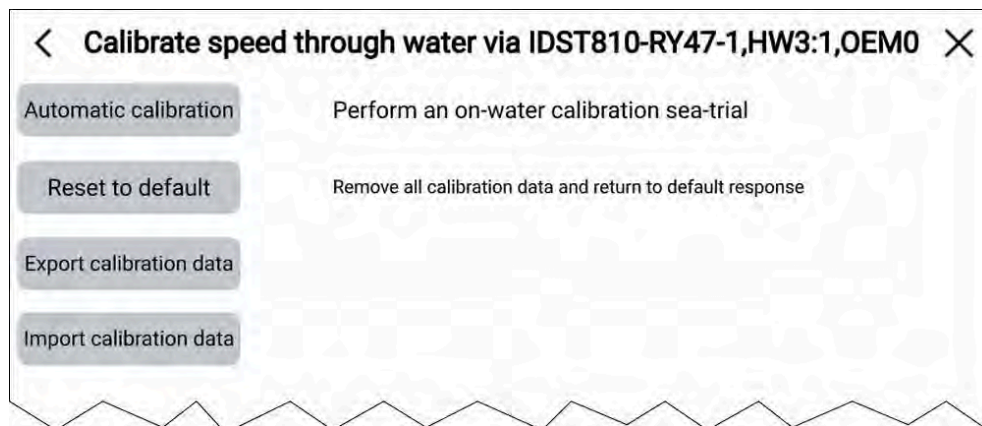 Calibrate speed through water via IDST810-RY47-1,HW3:1,OEM0
Automatic calibration
Perform an on-water calibration sea-trial
Reset to default
Remove all calibration data and return to default response
Export calibration data
Import calibration data